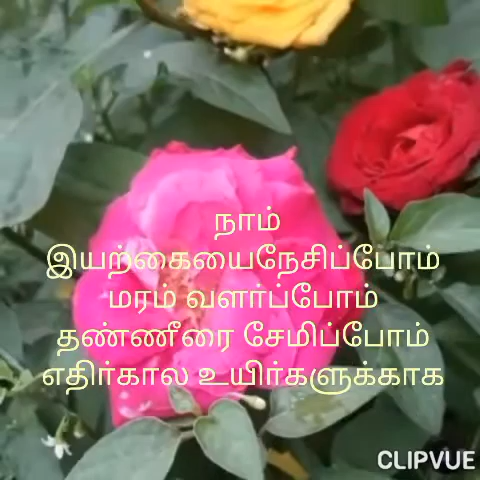 நாம்
இயற்கையைநேசிப்போம்
மரம் வளர்ப்போம்
தண்ணீரை சேமிப்போம்
எதிர்கால உயிர்களுக்காக
CLIPVUE